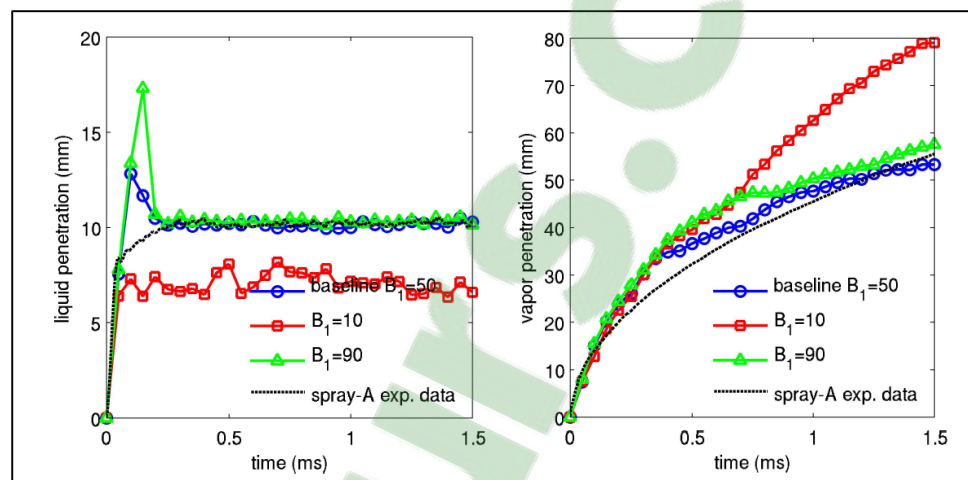 20
15
10
5
0
liquid penetration (mm)
baseline B₁=50
B₁=10
B₁=90
spray-A exp. data
0 0.5 1 1.5
time (ms)
80
70
60
50
40
30
20
10
0
vapor penetration (mm)
baseline B₁=50
B₁=10
B₁=90
spray-A exp. data
0 0.5 1 1.5
time (ms)
rs.c